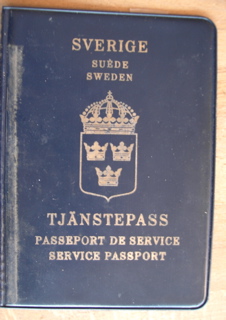 SVERIGE
SUÈDE
SWEDEN
TJÄNSTEPASS
PASSEPORT DE SERVICE
SERVICE PASSPORT